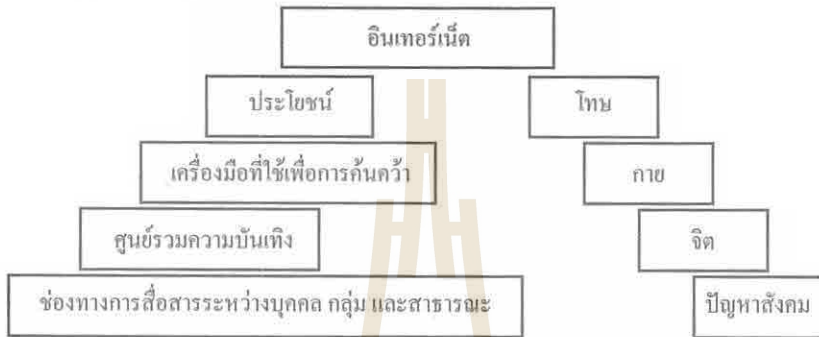 อินเทอร์เน็ต
ประโยชน์
โทษ
เครื่องมือที่ใช้เพื่อการค้นคว้า
กาย
ศูนย์รวมความบันเทิง
จิต
ช่องทางการสื่อสารระหว่างบุคคล กลุ่ม และสาธารณะ
ปัญหาสังคม